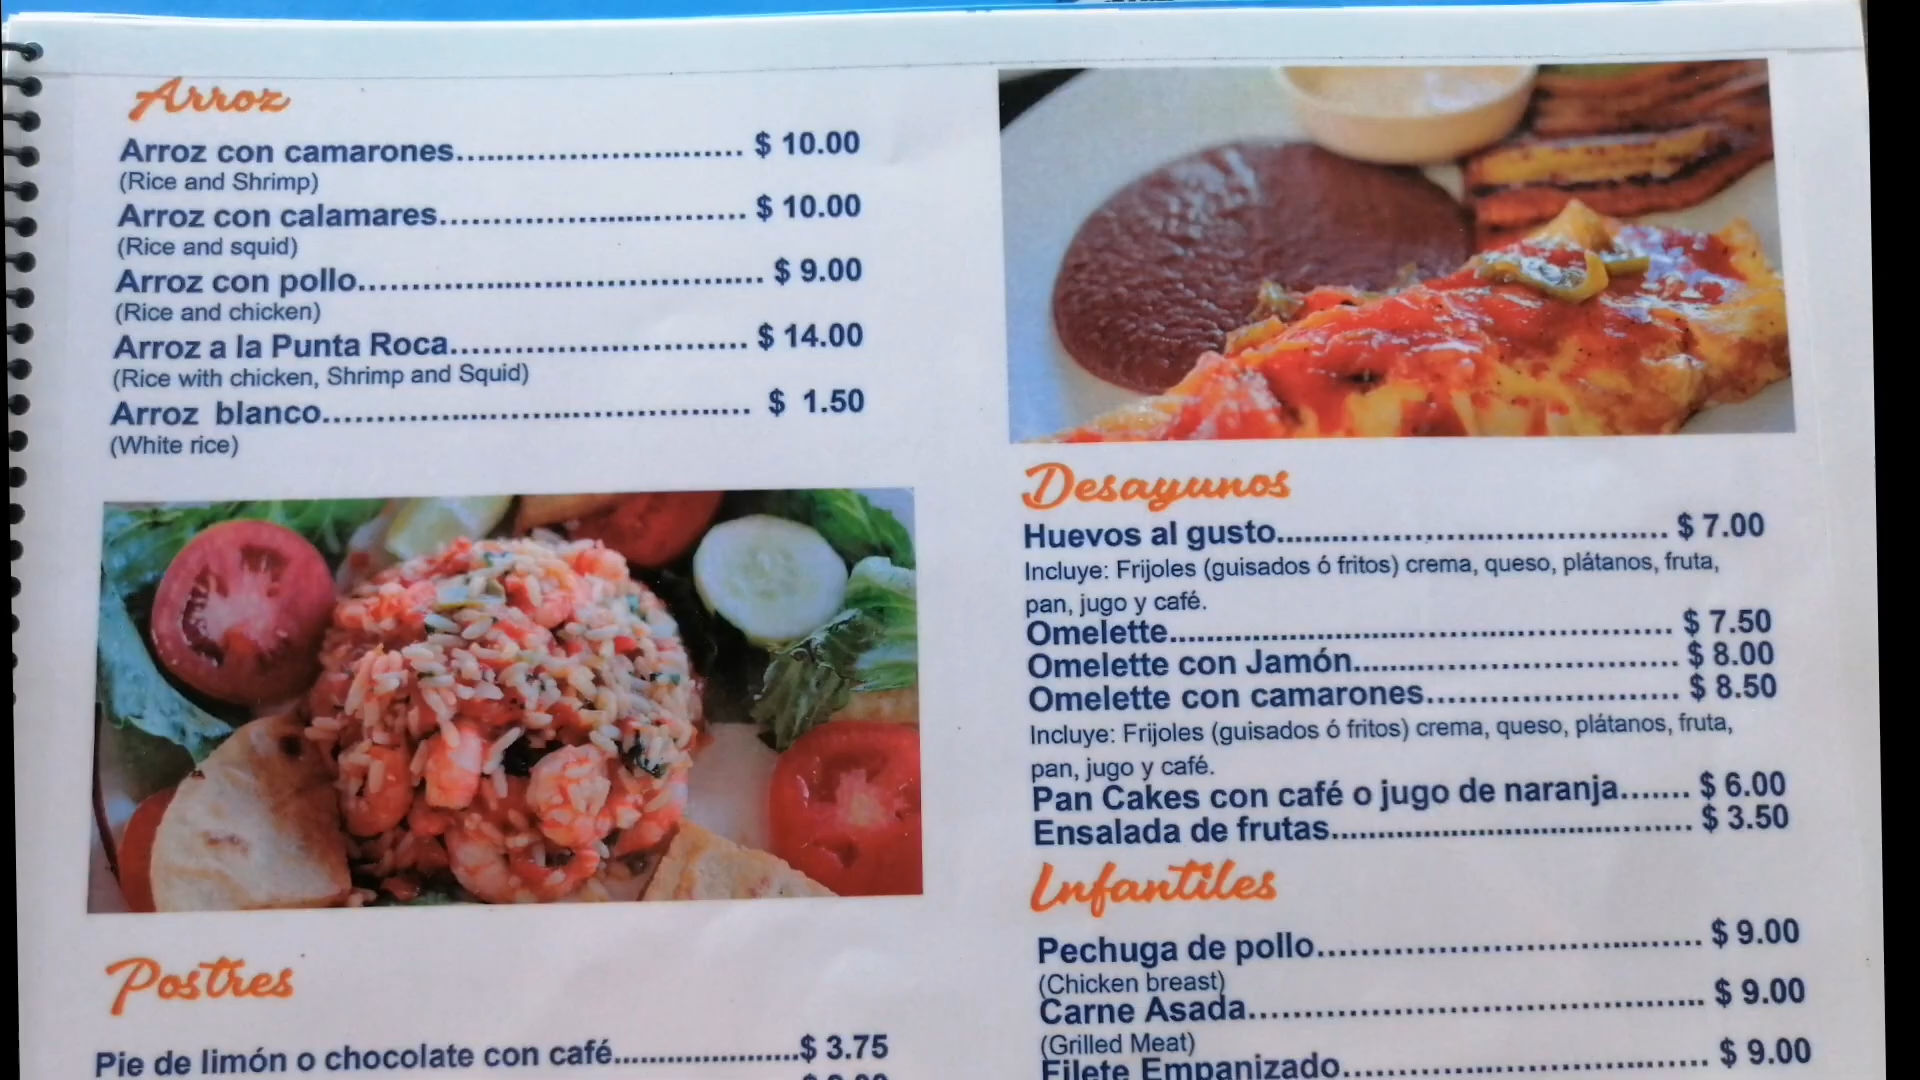 Arroz
Arroz con camarones............................. $ 10.00
(Rice and Shrimp)
Arroz con calamares............................... $ 10.00
(Rice and squid)
Arroz con pollo......................................... $ 9.00
(Rice and chicken)
Arroz a la Punta Roca.............................. $ 14.00
(Rice with chicken, Shrimp and Squid)
Arroz blanco........................................... $ 1.50
(White rice)
Postres
Pie de limón o chocolate con café.....................$ 3.75
Desayunos
Huevos al gusto.......................................... $ 7.00
Incluye: Frijoles (guisados ó fritos) crema, queso, plátanos, fruta,
pan, jugo y café.
Omelette...................................................... $ 7.50
Omelette con Jamón................................... $ 8.00
Omelette con camarones........................... $ 8.50
Incluye: Frijoles (guisados ó fritos) crema, queso, plátanos, fruta,
pan, jugo y café.
Pan Cakes con café o jugo de naranja....... $ 6.00
Ensalada de frutas...................................... $ 3.50
Infantiles
Pechuga de pollo......................................... $ 9.00
(Chicken breast)
Carne Asada................................................ $ 9.00
(Grilled Meat)
Filete Empanizado....................................... $ 9.00